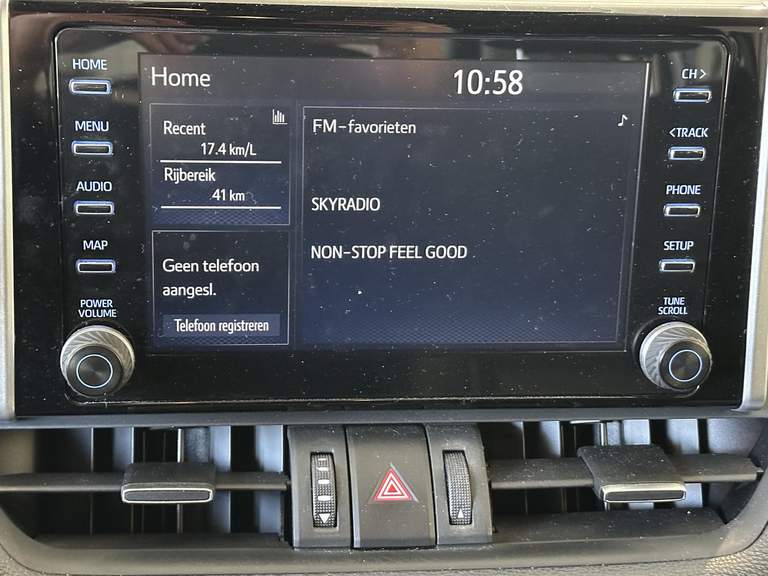 HOME
MENU
AUDIO
MAP
POWER
VOLUME
Home
10:58
Recent
17.4 km/L
Rijbereik
41 km
Geen telefoon
aangesl.
Telefoon registreren
FM-favorieten
SKYRADIO
NON-STOP FEEL GOOD
CH>
<TRACK
PHONE
SETUP
TUNE
SCROLL